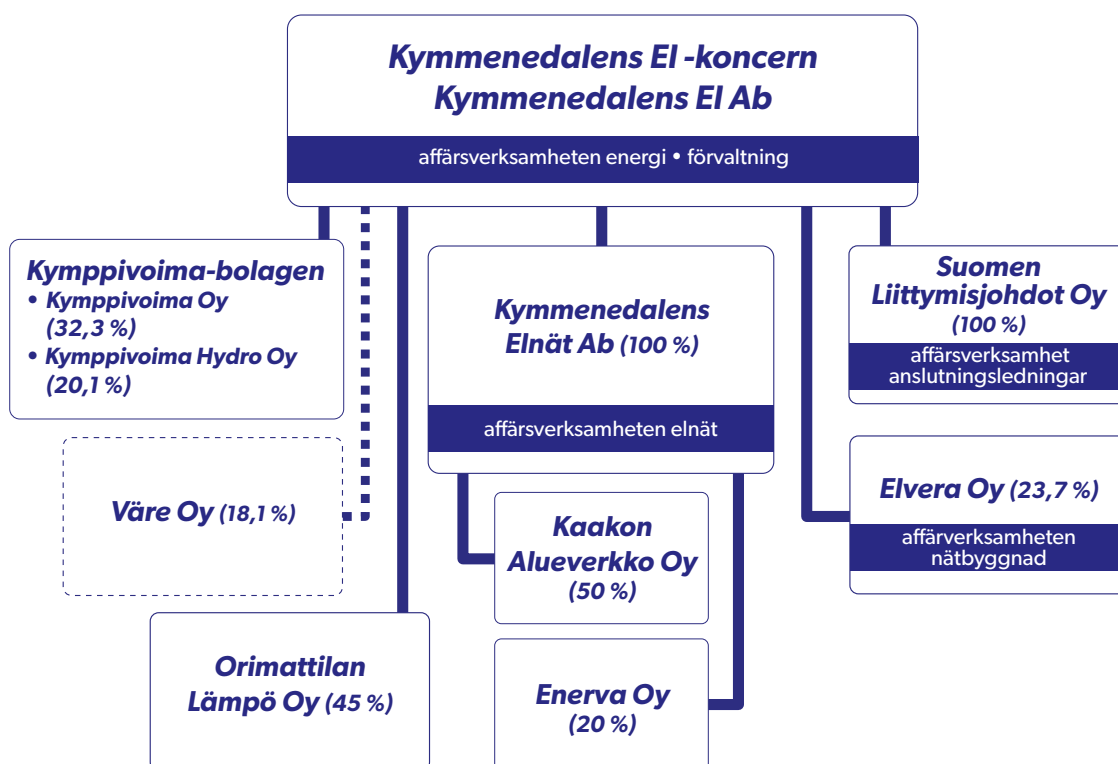 Kymmenedalens El -koncern
Kymmenedalens El Ab
affärsverksamheten energi • förvaltning
Kymppivoima-bolagen
• Kymppivoima Oy
(32,3 %)
• Kymppivoima Hydro Oy
(20,1 %)
Kymmenedalens
Elnät Ab (100 %)
affärsverksamheten elnät
Suomen
Liittymisjohdot Oy
(100 %)
affärsverksamhet
anslutningsledningar
Väre Oy (18,1 %)
Elvera Oy (23,7 %)
affärverksamheten
nätbyggnad
Kaakon
Alueverkko Oy
(50 %)
Orimattilan
Lämpö Oy (45 %)
Enerva Oy
(20 %)